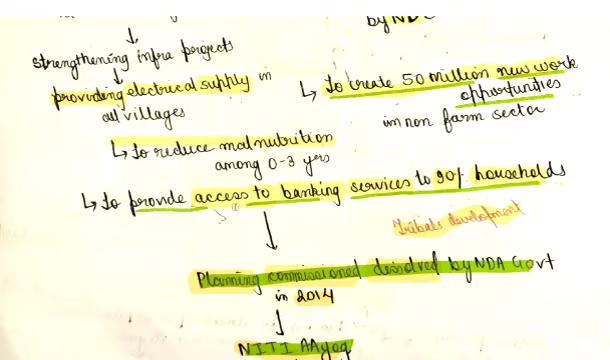 by NDC
strengthening infra projects
providing electrical supply in
all villages
↳ to create 50 million new work
opportunities
in non farm sector
↳ to reduce malnutrition
among 0-3 yrs
↳ to provide access to banking services to 90% households
Tribals development
Planning commissioned dissolved by NDA Govt
in 2014
NITI AAyog